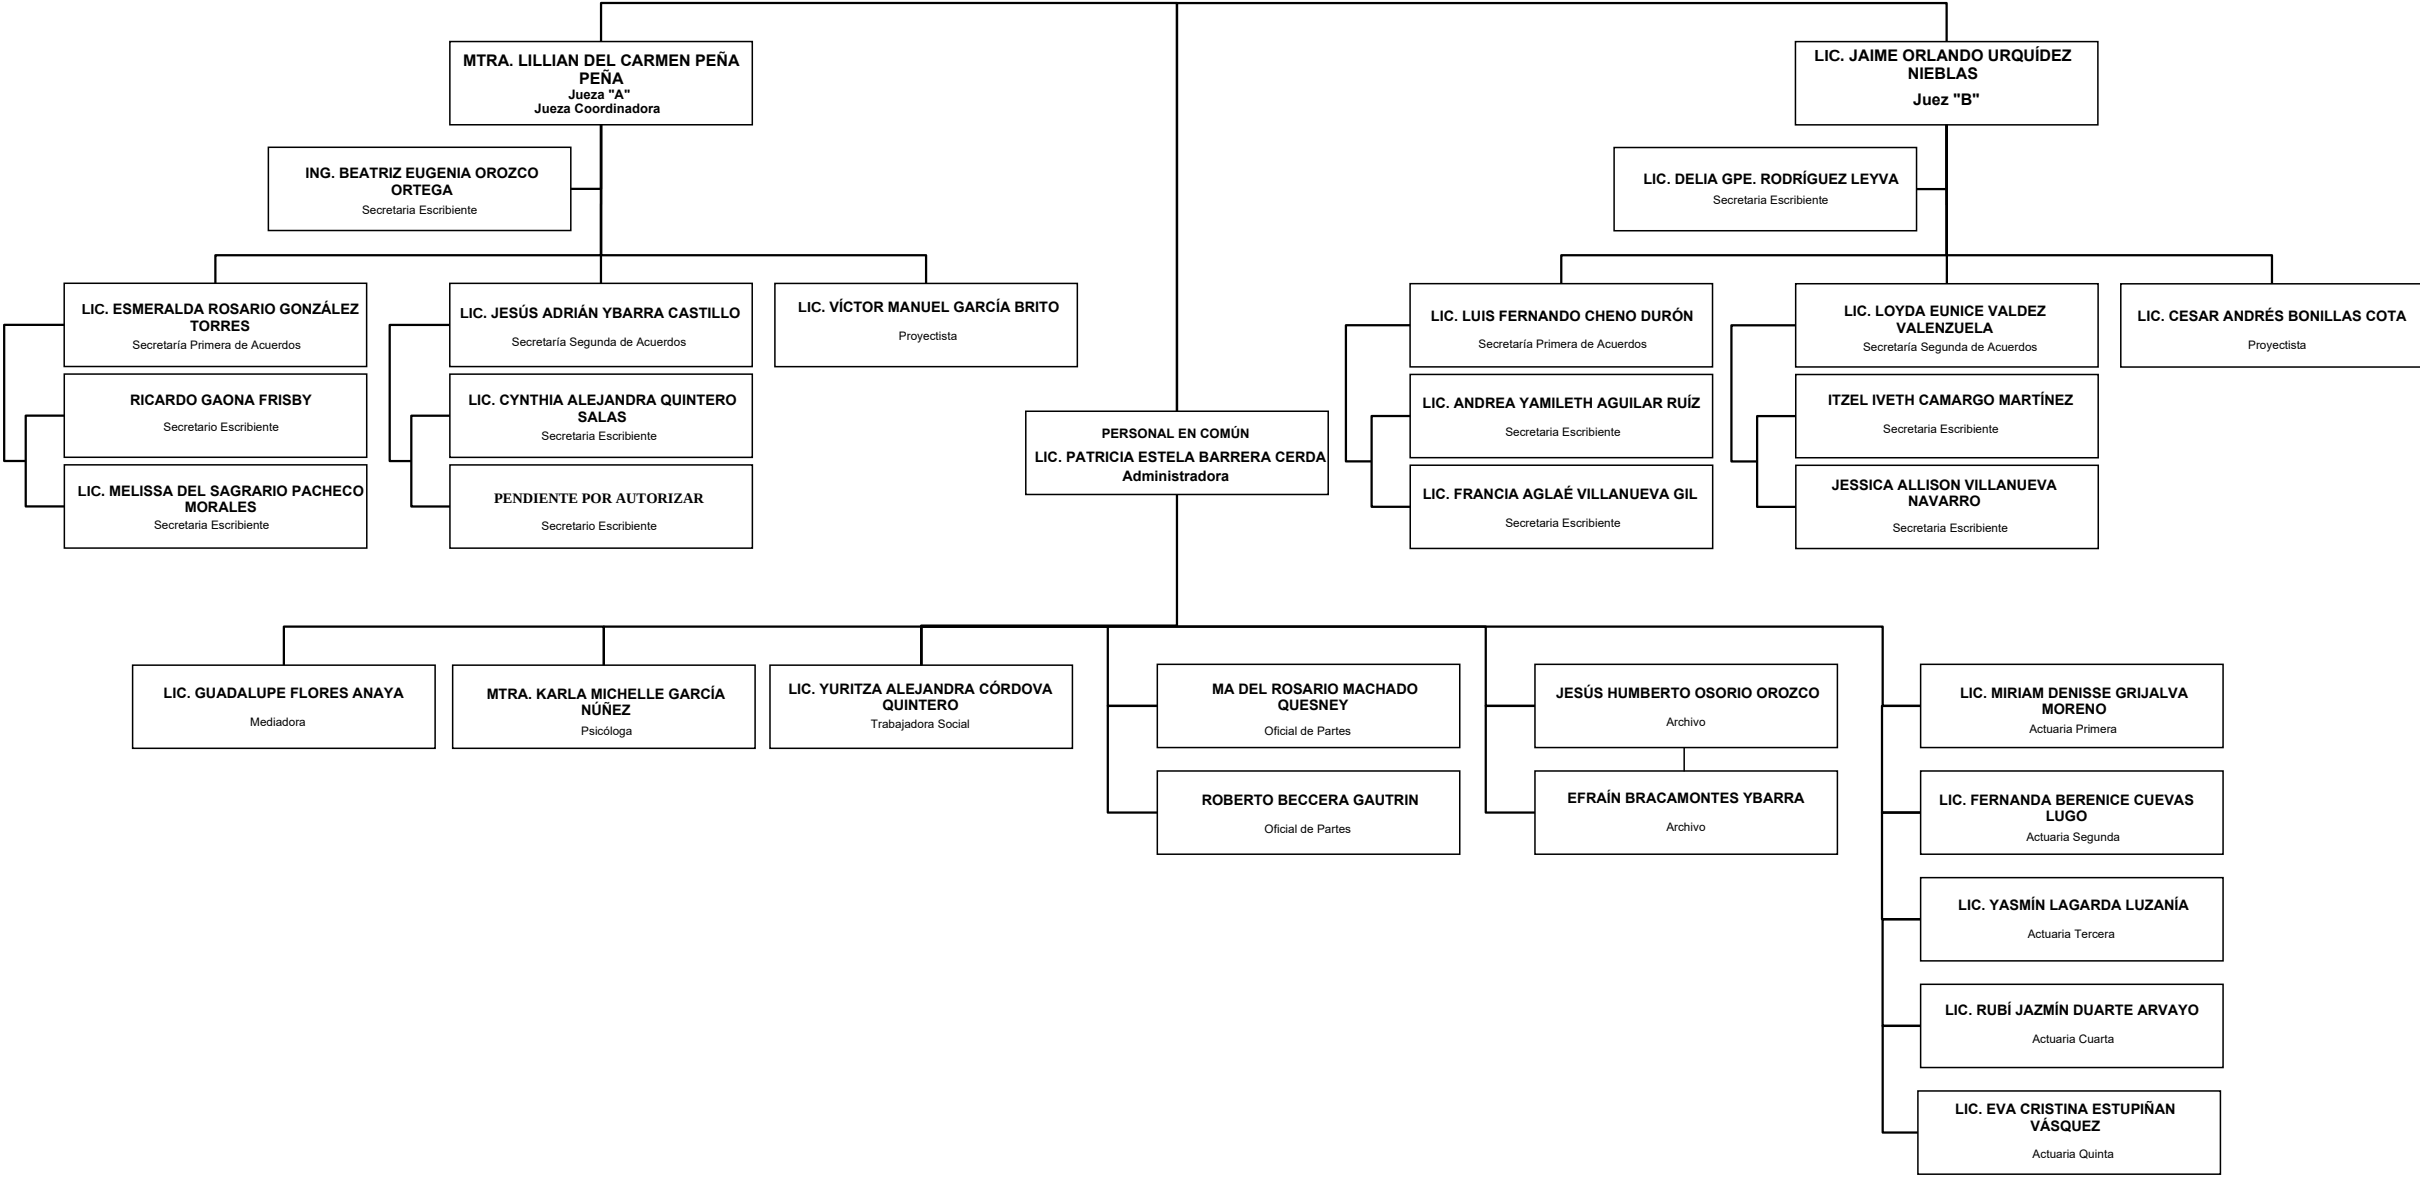 MTRA. LILLIAN DEL CARMEN PEÑA
PEÑA
Jueza "A"
Jueza Coordinadora
LIC. JAIME ORLANDO URQUÍDEZ
NIEBLAS
Juez "B"
ING. BEATRIZ EUGENIA OROZCO
ORTEGA
Secretaria Escribiente
LIC. DELIA GPE. RODRÍGUEZ LEYVA
Secretaria Escribiente
LIC. ESMERALDA ROSARIO GONZÁLEZ
TORRES
Secretaría Primera de Acuerdos
LIC. JESÚS ADRIÁN YBARRA CASTILLO
Secretaría Segunda de Acuerdos
LIC. VÍCTOR MANUEL GARCÍA BRITO
Proyectista
LIC. LUIS FERNANDO CHENO DURÓN
Secretaría Primera de Acuerdos
LIC. LOYDA EUNICE VALDEZ
VALENZUELA
Secretaría Segunda de Acuerdos
LIC. CESAR ANDRÉS BONILLAS COTA
Proyectista
RICARDO GAONA FRISBY
Secretario Escribiente
LIC. CYNTHIA ALEJANDRA QUINTERO
SALAS
Secretaria Escribiente
LIC. ANDREA YAMILETH AGUILAR RUÍZ
Secretaria Escribiente
ITZEL IVETH CAMARGO MARTÍNEZ
Secretaria Escribiente
PERSONAL EN COMÚN
LIC. PATRICIA ESTELA BARRERA CERDA
Administradora
LIC. MELISSA DEL SAGRARIO PACHECO
MORALES
Secretaria Escribiente
PENDIENTE POR AUTORIZAR
Secretario Escribiente
LIC. FRANCIA AGLAÉ VILLANUEVA GIL
Secretaria Escribiente
JESSICA ALLISON VILLANUEVA
NAVARRO
Secretaria Escribiente
LIC. GUADALUPE FLORES ANAYA
Mediadora
MTRA. KARLA MICHELLE GARCÍA
NÚÑEZ
Psicóloga
LIC. YURITZA ALEJANDRA CÓRDOVA
QUINTERO
Trabajadora Social
MA DEL ROSARIO MACHADO
QUESNEY
Oficial de Partes
JESÚS HUMBERTO OSORIO OROZCO
Archivo
LIC. MIRIAM DENISSE GRIJALVA
MORENO
Actuaria Primera
ROBERTO BECCERA GAUTRIN
Oficial de Partes
EFRAÍN BRACAMONTES YBARRA
Archivo
LIC. FERNANDA BERENICE CUEVAS
LUGO
Actuaria Segunda
LIC. YASMÍN LAGARDA LUZANÍA
Actuaria Tercera
LIC. RUBÍ JAZMÍN DUARTE ARVAYO
Actuaria Cuarta
LIC. EVA CRISTINA ESTUPIÑAN
VÁSQUEZ
Actuaria Quinta